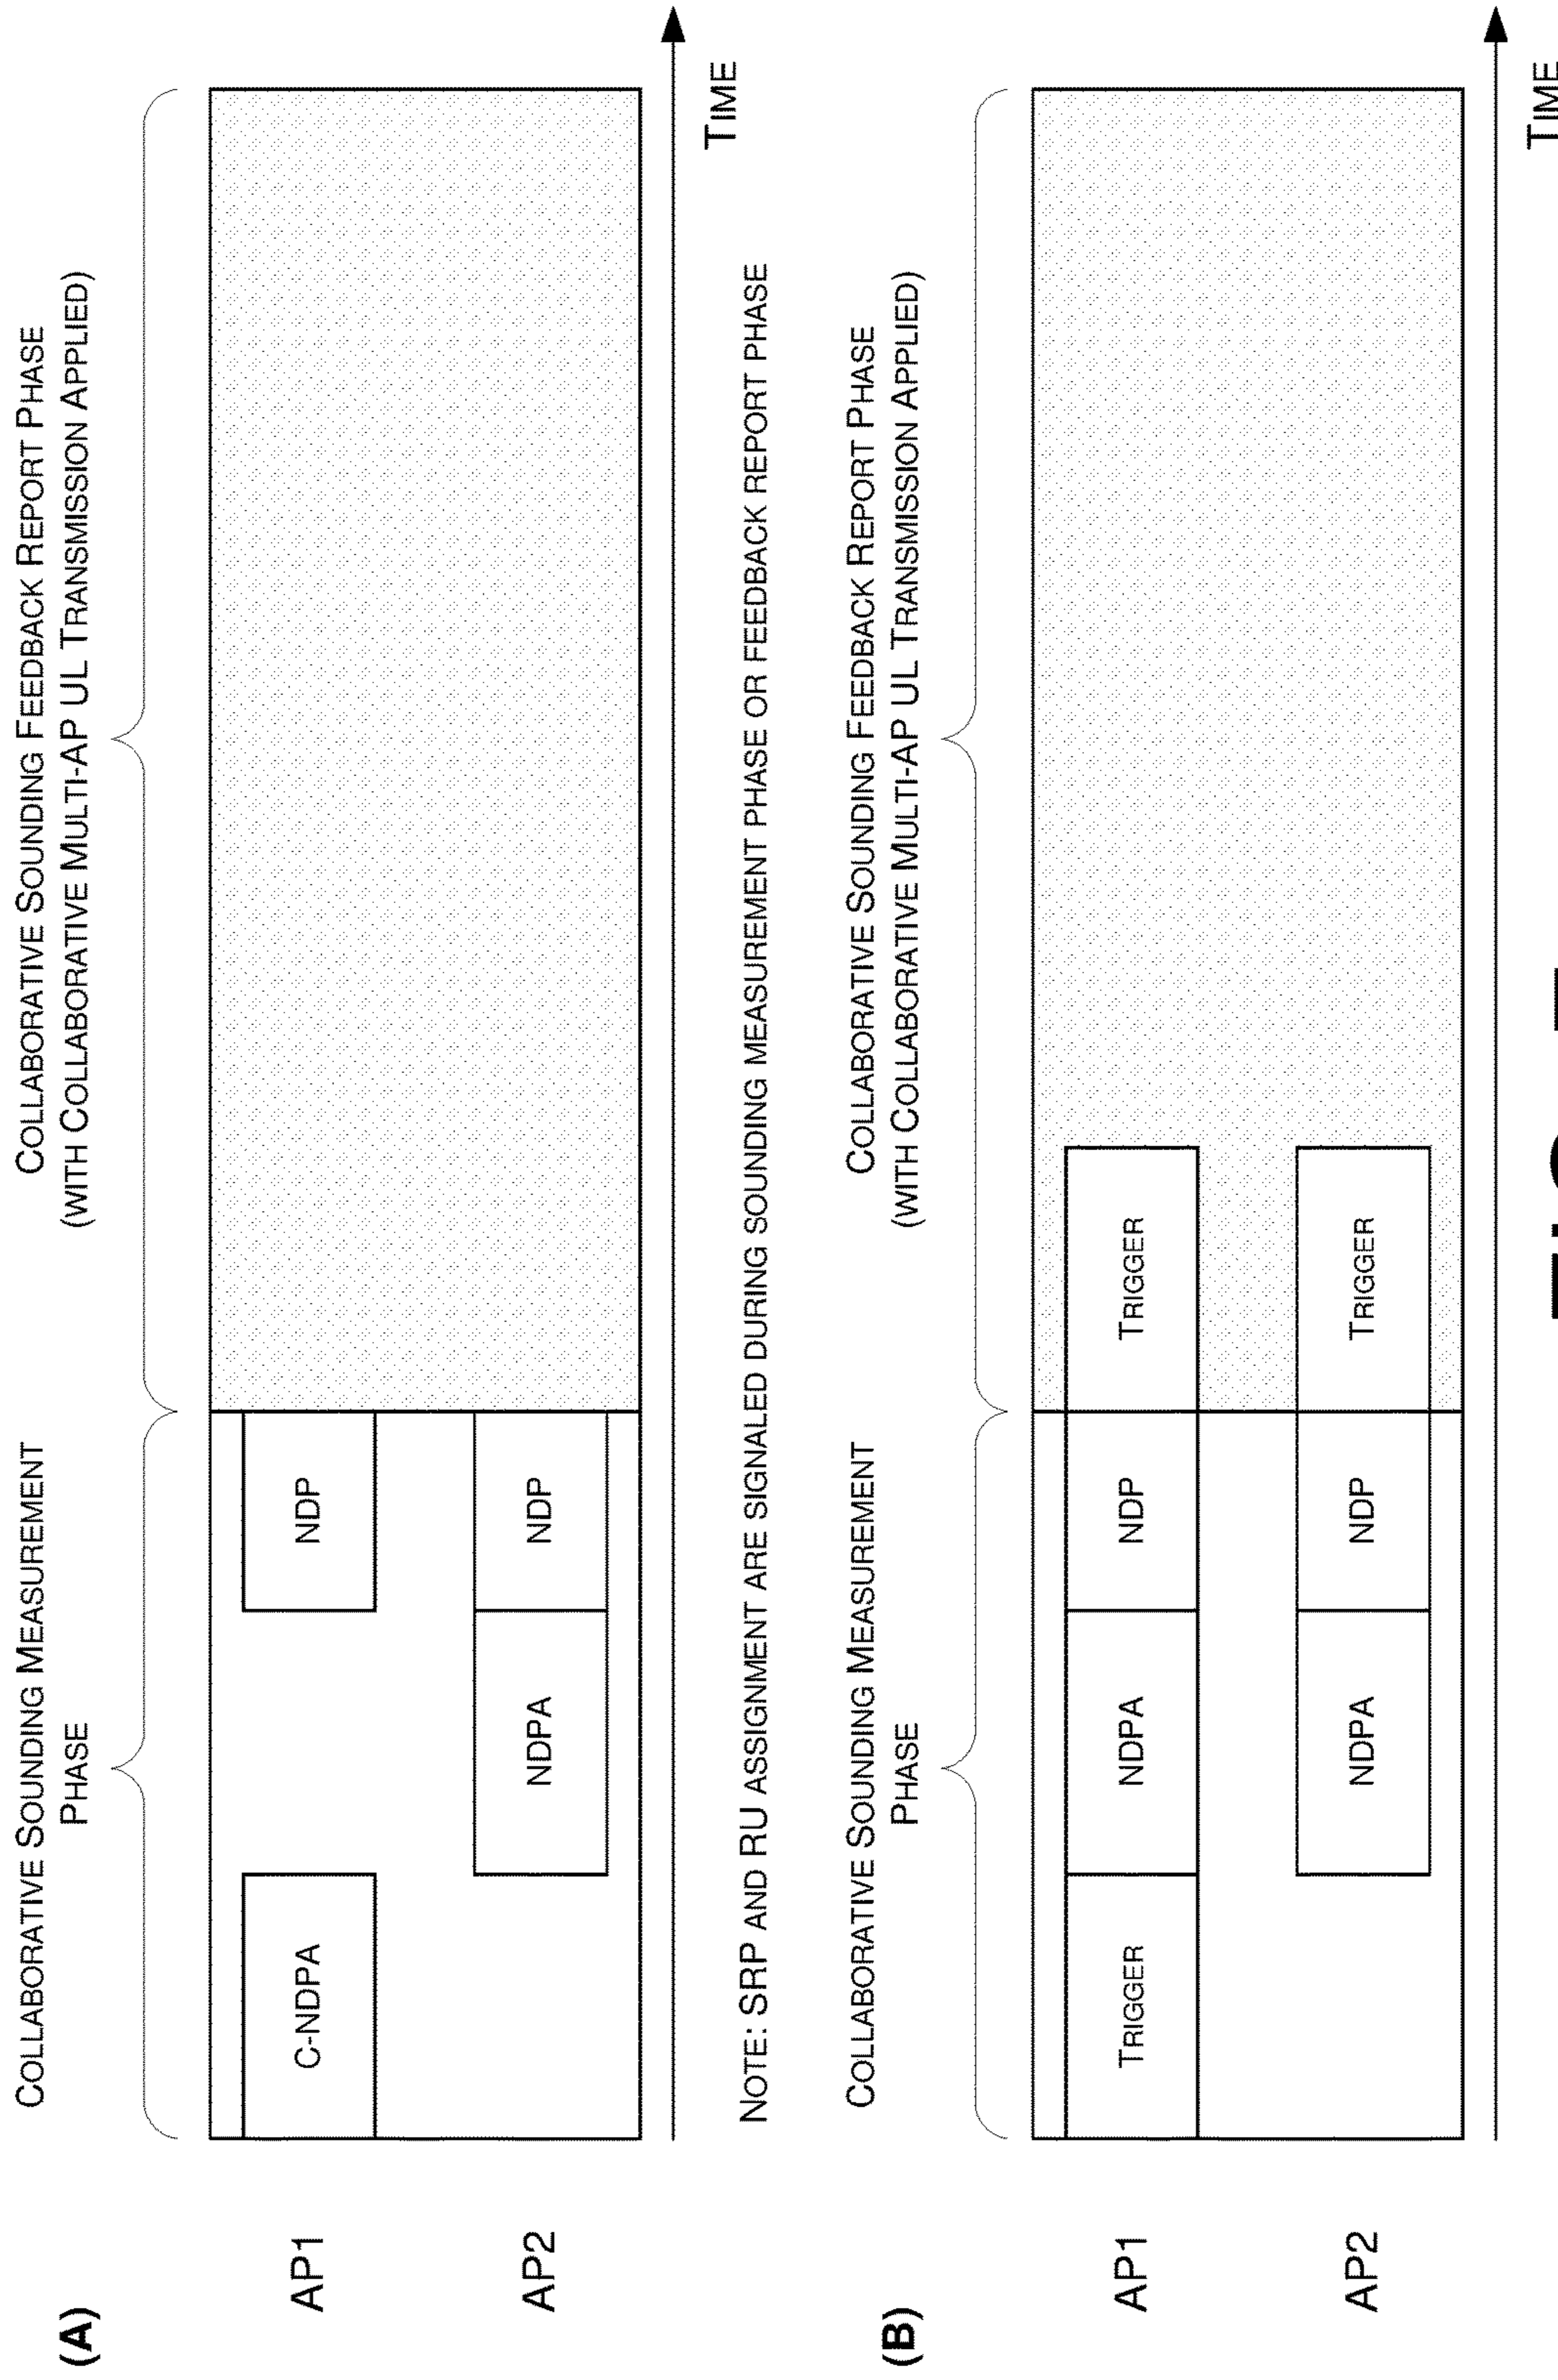 (A)
COLLABORATIVE SOUNDING MEASUREMENT
PHASE
COLLABORATIVE SOUNDING FEEDBACK REPORT PHASE
(WITH COLLABORATIVE MULTI-AP UL TRANSMISSION APPLIED)
AP1
C-NDPA
NDP
AP2
NDPA
NDP
TIME
NOTE: SRP AND RU ASSIGNMENT ARE SIGNALED DURING SOUNDING MEASUREMENT PHASE OR FEEDBACK REPORT PHASE
(B)
COLLABORATIVE SOUNDING MEASUREMENT
PHASE
COLLABORATIVE SOUNDING FEEDBACK REPORT PHASE
(WITH COLLABORATIVE MULTI-AP UL TRANSMISSION APPLIED)
AP1
TRIGGER
NDPA
NDP
TRIGGER
AP2
NDPA
NDP
TRIGGER
TIME